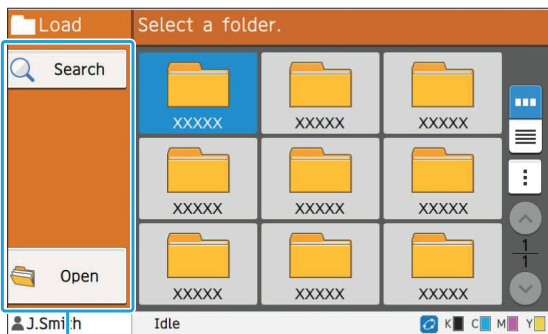 Load
Select a folder.
Search
XXXXX
XXXXX
XXXXX
XXXXX
XXXXX
XXXXX
1
1
Open
XXXXX
XXXXX
XXXXX
J.Smith
Idle
K C M Y